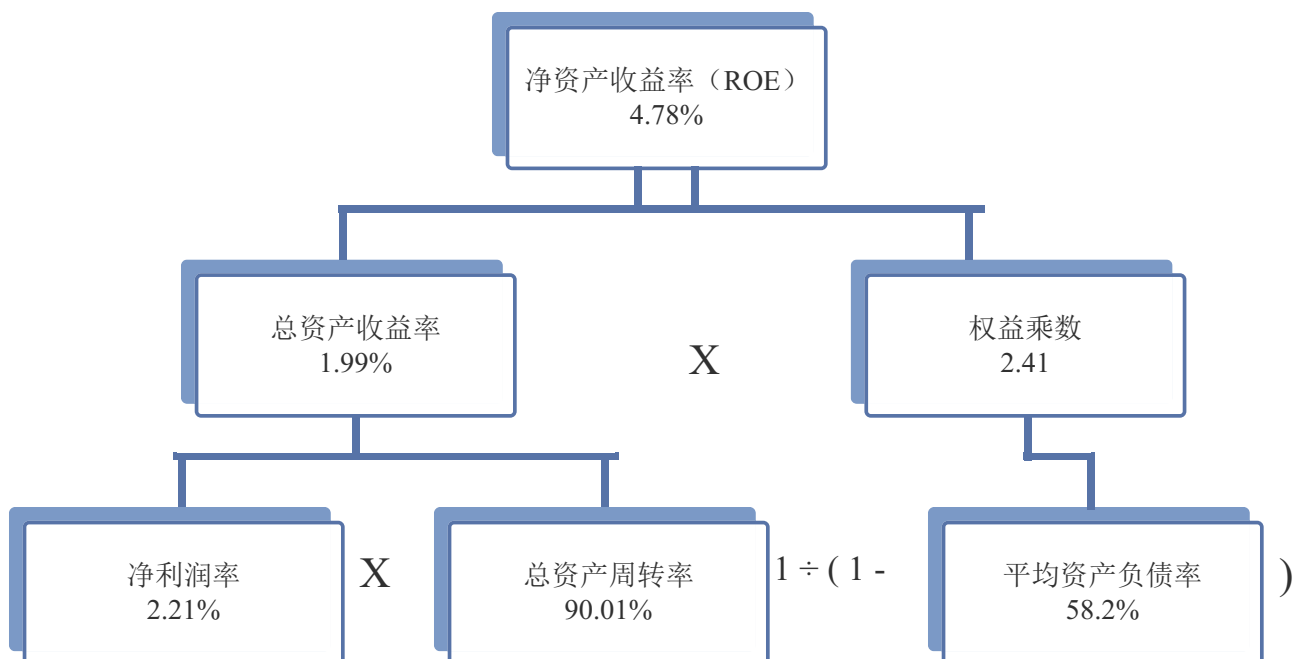 净资产收益率（ROE）
4.78%
总资产收益率
1.99%
X
权益乘数
2.41
净利润率
2.21%
X
总资产周转率
90.01%
1 ÷ ( 1 -
平均资产负债率
58.2%
)